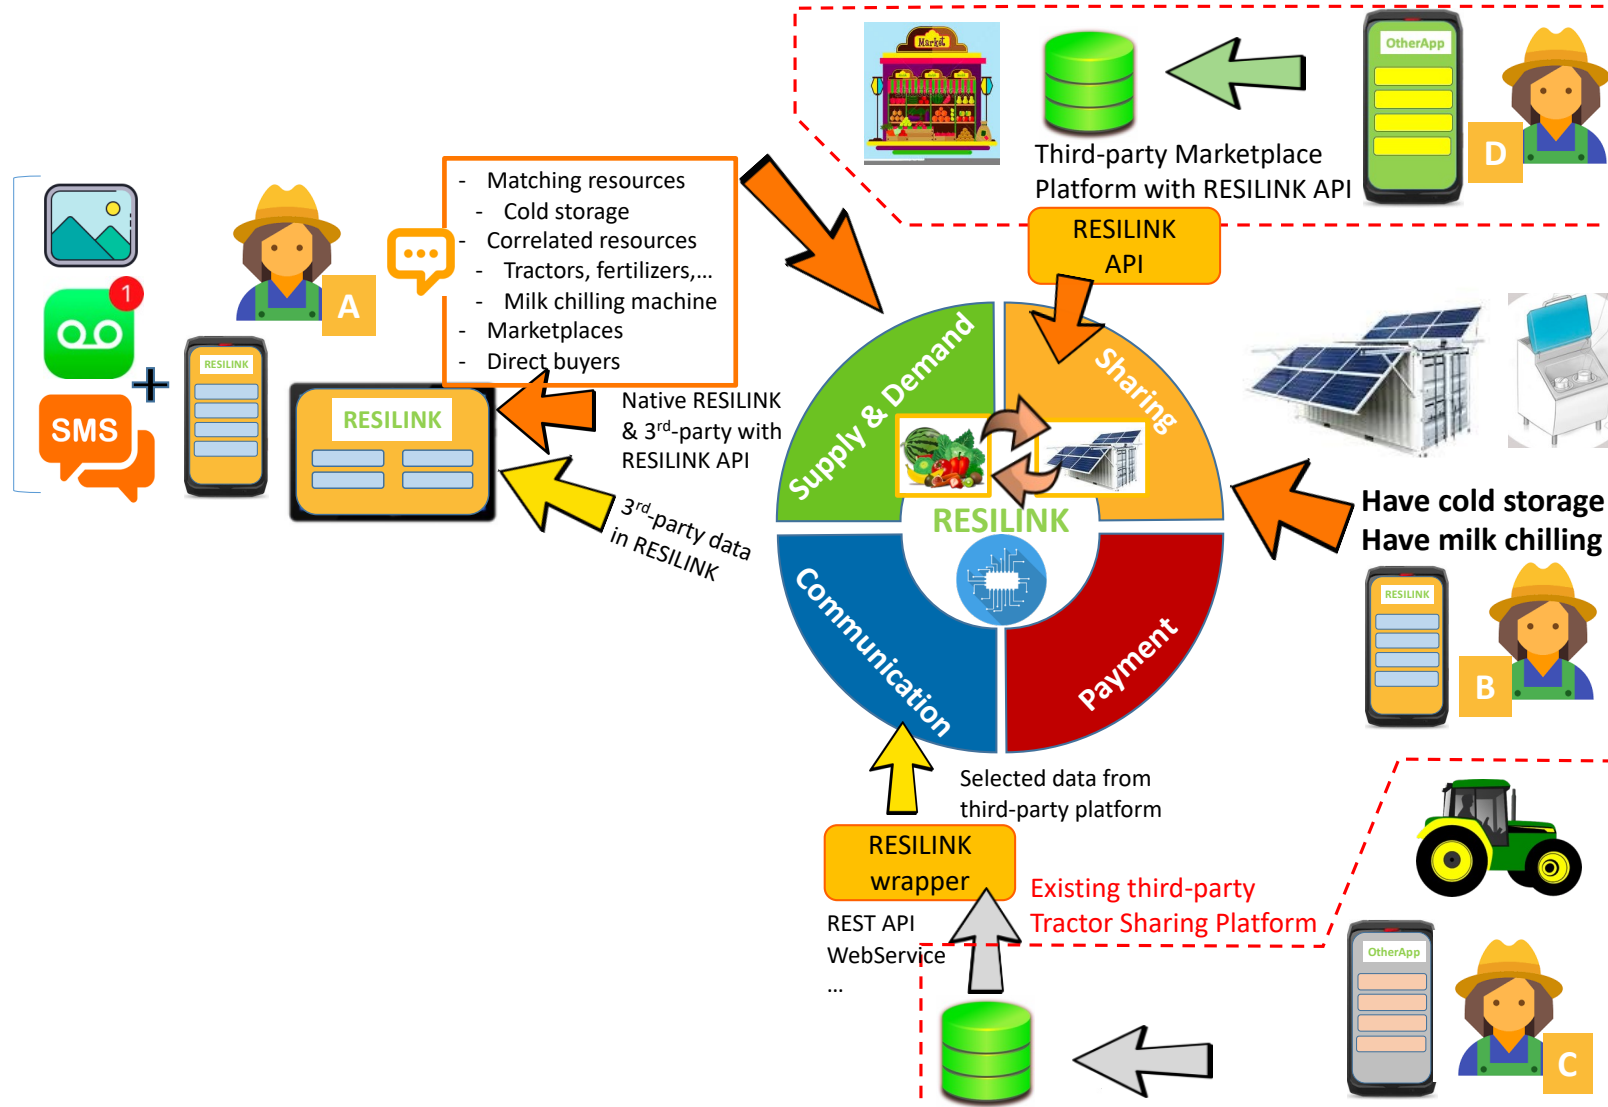 Market
OtherApp
D
Third-party Marketplace
Platform with RESILINK API
RESILINK
API
- Matching resources
- Cold storage
- Correlated resources
- Tractors, fertilizers,...
- Milk chilling machine
- Marketplaces
- Direct buyers
A
1
SMS
RESILINK
RESILINK
Native RESILINK
& 3rd-party with
RESILINK API
3rd-party data
in RESILINK
Supply & Demand
Sharing
RESILINK
Communication
Payment
Have cold storage
Have milk chilling
RESILINK
B
Selected data from
third-party platform
RESILINK
wrapper
REST API
WebService
...
Existing third-party
Tractor Sharing Platform
OtherApp
C